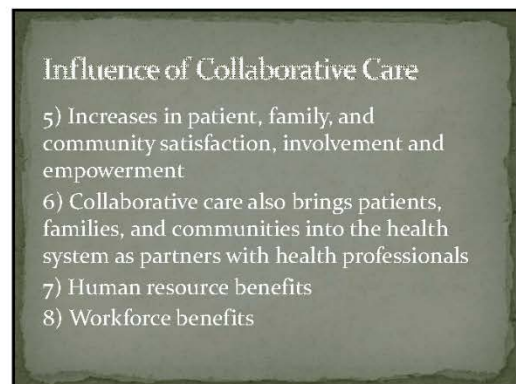 Influence of Collaborative Care
5) Increases in patient, family, and
community satisfaction, involvement and
empowerment
6) Collaborative care also brings patients,
families, and communities into the health
system as partners with health professionals
7) Human resource benefits
8) Workforce benefits